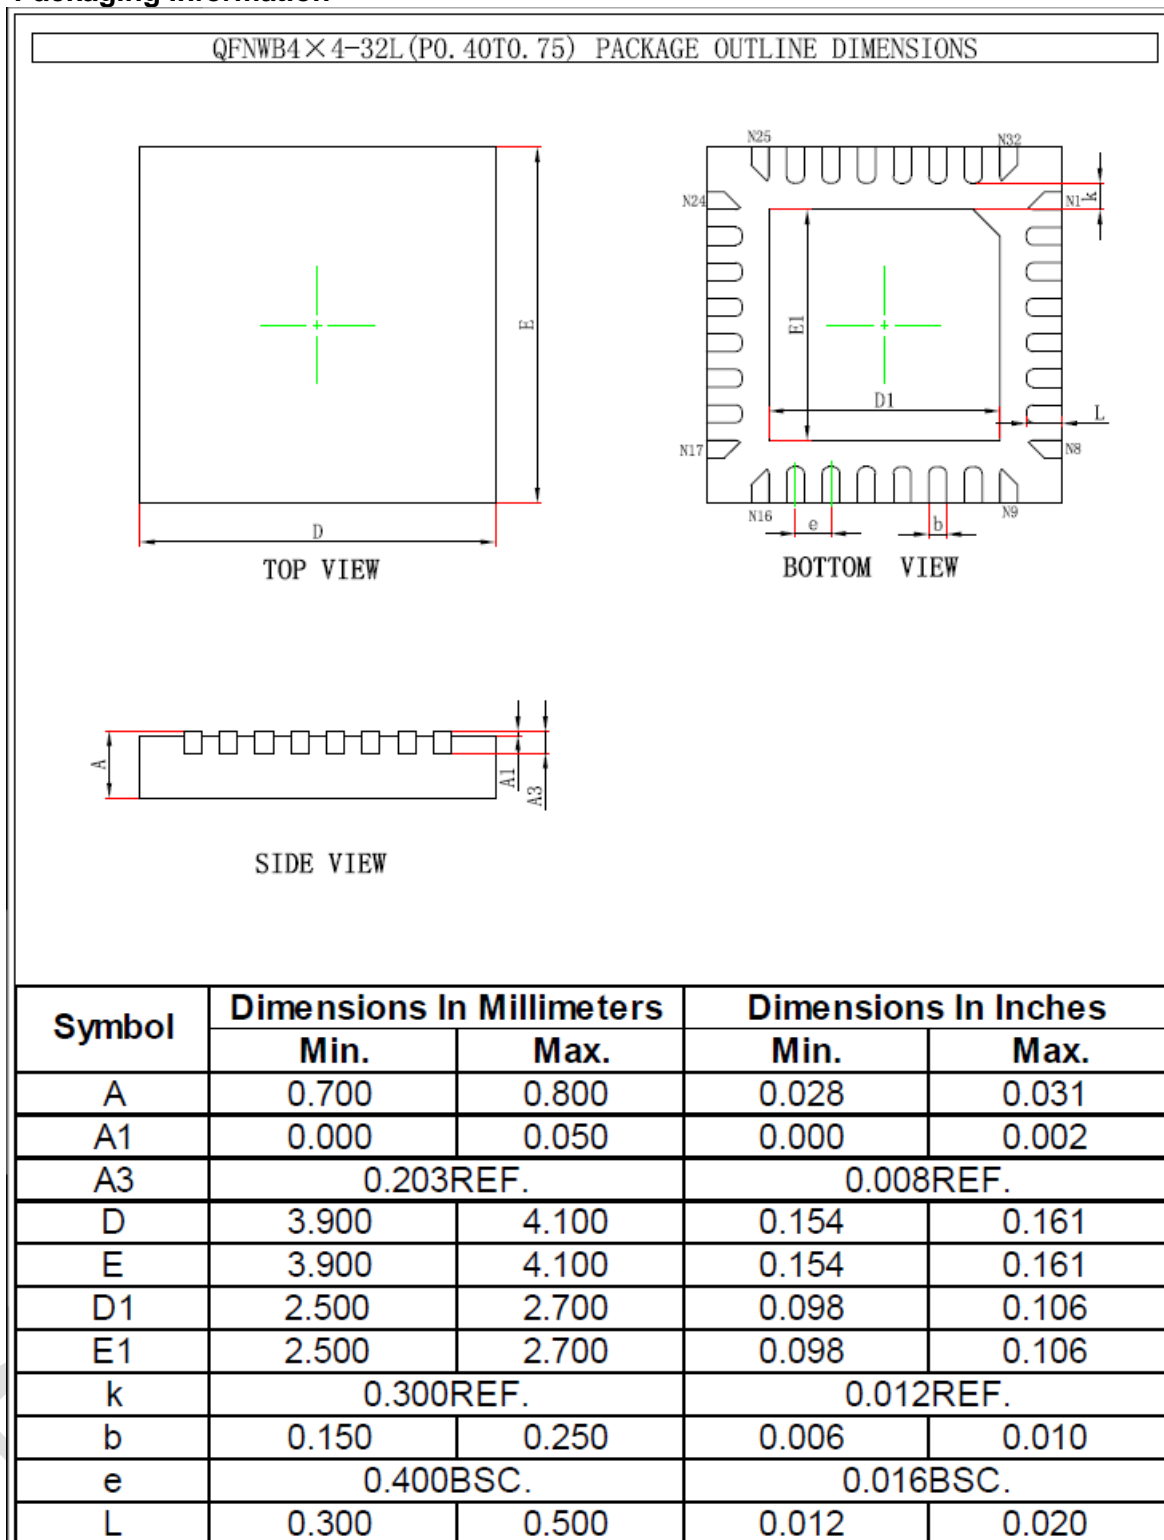 Packaging Information
QFNWB4×4-32L(P0.40T0.75) PACKAGE OUTLINE DIMENSIONS
N25
N32
N24
N1
k
E
E1
D1
L
N17
N8
N16
e
b
N9
D
TOP VIEW
BOTTOM VIEW
A
A1
A3
SIDE VIEW
Symbol Dimensions In Millimeters Dimensions In Inches
Min. Max. Min. Max.
A 0.700 0.800 0.028 0.031
A1 0.000 0.050 0.000 0.002
A3 0.203REF. 0.008REF.
D 3.900 4.100 0.154 0.161
E 3.900 4.100 0.154 0.161
D1 2.500 2.700 0.098 0.106
E1 2.500 2.700 0.098 0.106
k 0.300REF. 0.012REF.
b 0.150 0.250 0.006 0.010
e 0.400BSC. 0.016BSC.
L 0.300 0.500 0.012 0.020